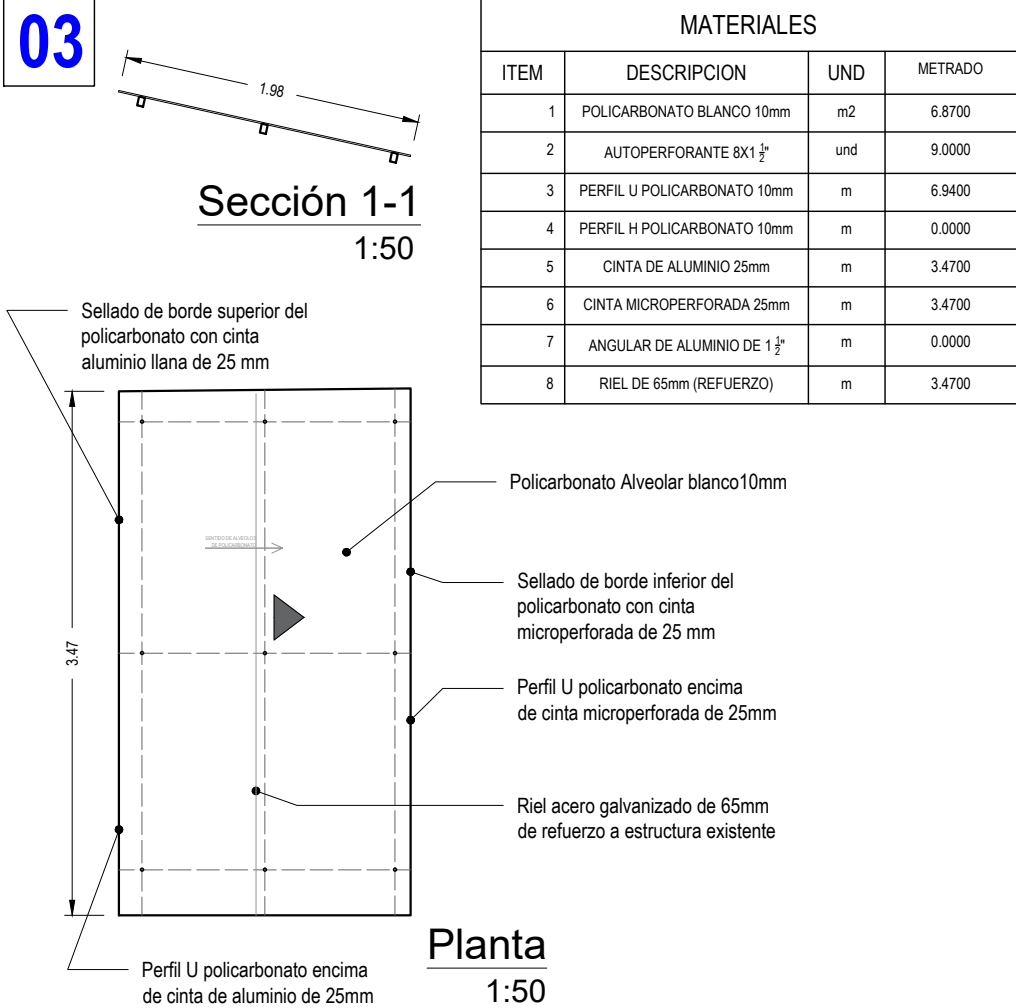 03
1.98
Sección 1-1
1:50
MATERIALES
ITEM DESCRIPCION UND METRADO
1 POLICARBONATO BLANCO 10mm m2 6.8700
2 AUTOPERFORANTE 8X1 1/2" und 9.0000
3 PERFIL U POLICARBONATO 10mm m 6.9400
4 PERFIL H POLICARBONATO 10mm m 0.0000
5 CINTA DE ALUMINIO 25mm m 3.4700
6 CINTA MICROPERFORADA 25mm m 3.4700
7 ANGULAR DE ALUMINIO DE 1 1/2" m 0.0000
8 RIEL DE 65mm (REFUERZO) m 3.4700
Sellado de borde superior del
policarbonato con cinta
aluminio llana de 25 mm
Policarbonato Alveolar blanco10mm
SENTIDO DE ALVEOLOS
DE POLICARBONATO
Sellado de borde inferior del
policarbonato con cinta
microperforada de 25 mm
3.47
Perfil U policarbonato encima
de cinta microperforada de 25mm
Riel acero galvanizado de 65mm
de refuerzo a estructura existente
Perfil U policarbonato encima
de cinta de aluminio de 25mm
Planta
1:50